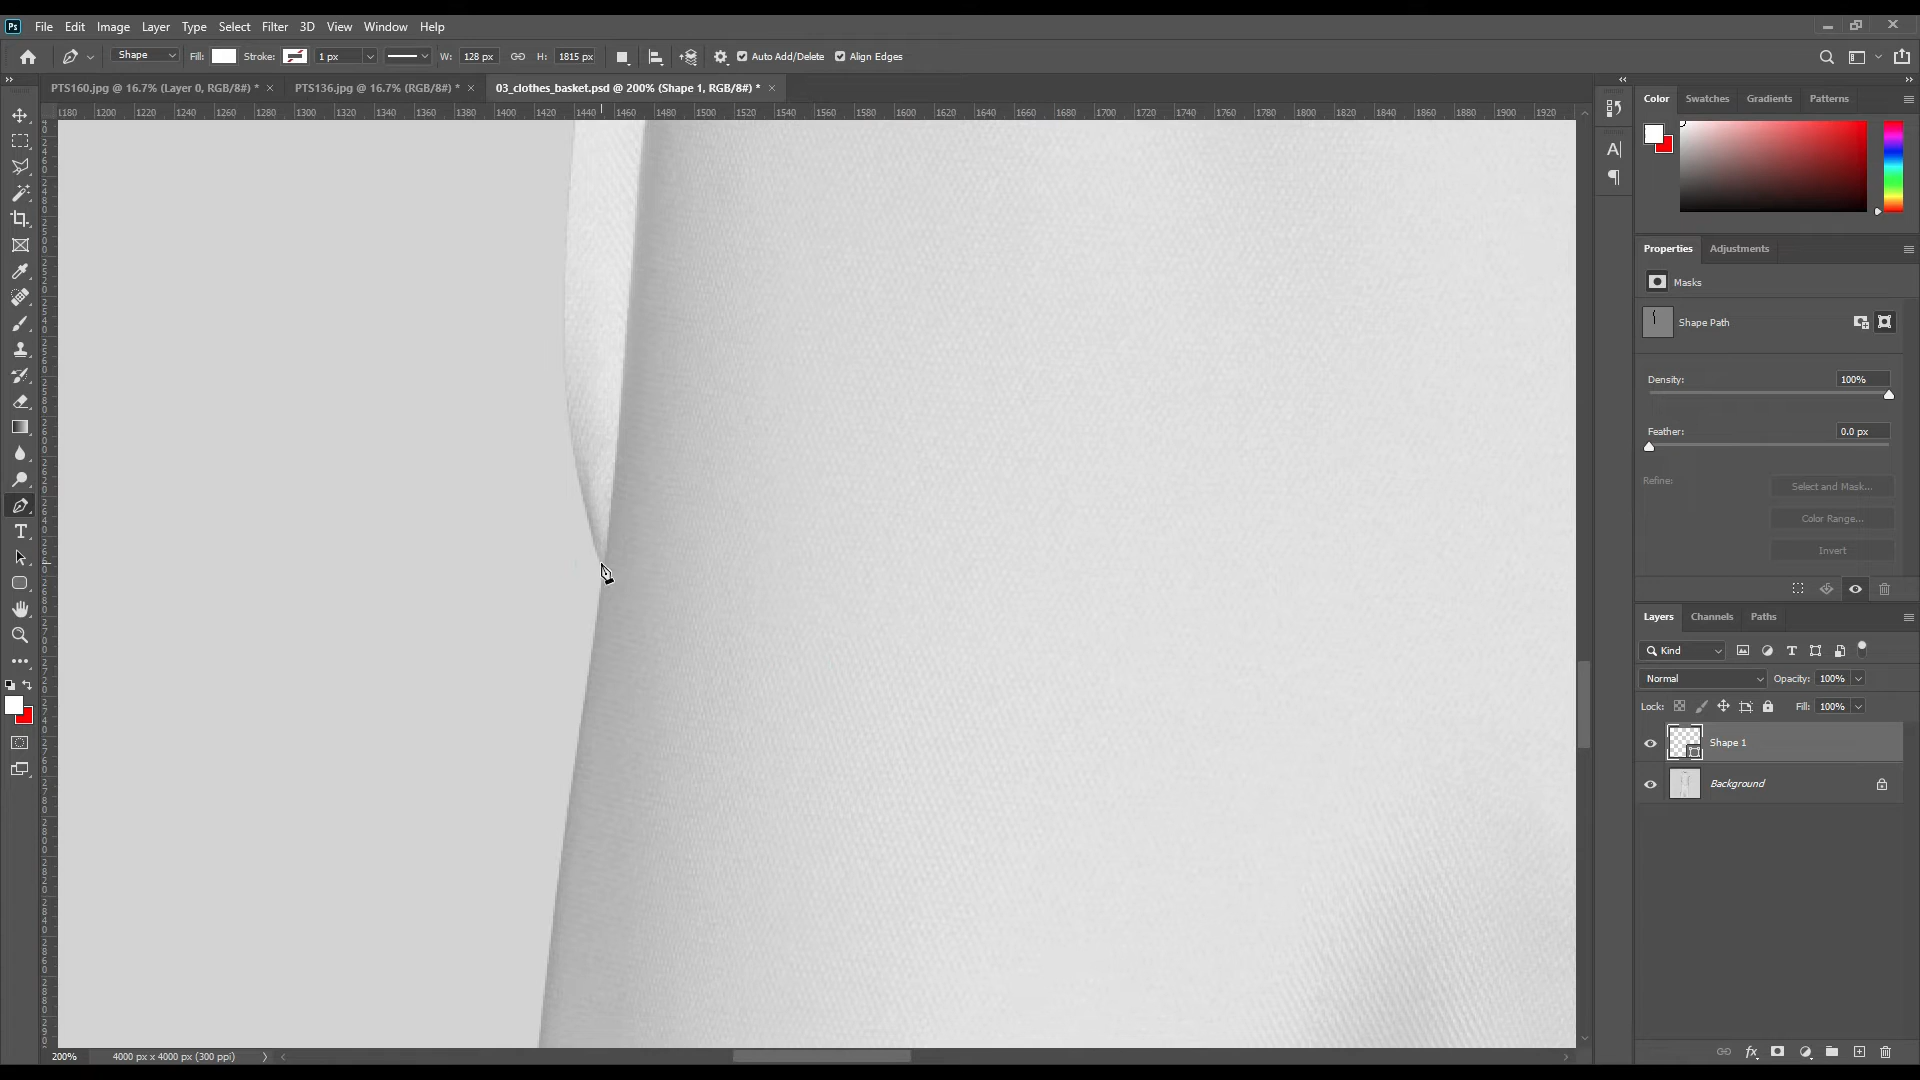 Ps File Edit Image Layer Type Select Filter 3D View Window Help
Shape Fill: Stroke: 1 px W: 128 px H: 1815 px Auto Add/Delete Align Edges
PTS160.jpg @ 16.7% (Layer 0, RGB/8#) * PTS136.jpg @ 16.7% (RGB/8#) * 03_clothes_basket.psd @ 200% (Shape 1, RGB/8#) *
1180 1200 1220 1240 1260 1280 1300 1320 1340 1360 1380 1400 1420 1440 1460 1480 1500 1520 1540 1560 1580 1600 1620 1640 1660 1680 1700 1720 1740 1760 1780 1800 1820 1840 1860 1880 1900 1920
Color Swatches Gradients Patterns
Properties Adjustments
Masks
Shape Path
Density: 100%
Feather: 0.0 px
Refine: Select and Mask...
Color Range...
Invert
Layers Channels Paths
Kind
Normal Opacity: 100%
Lock: Fill: 100%
Shape 1
Background
200% 4000 px x 4000 px (300 ppi)